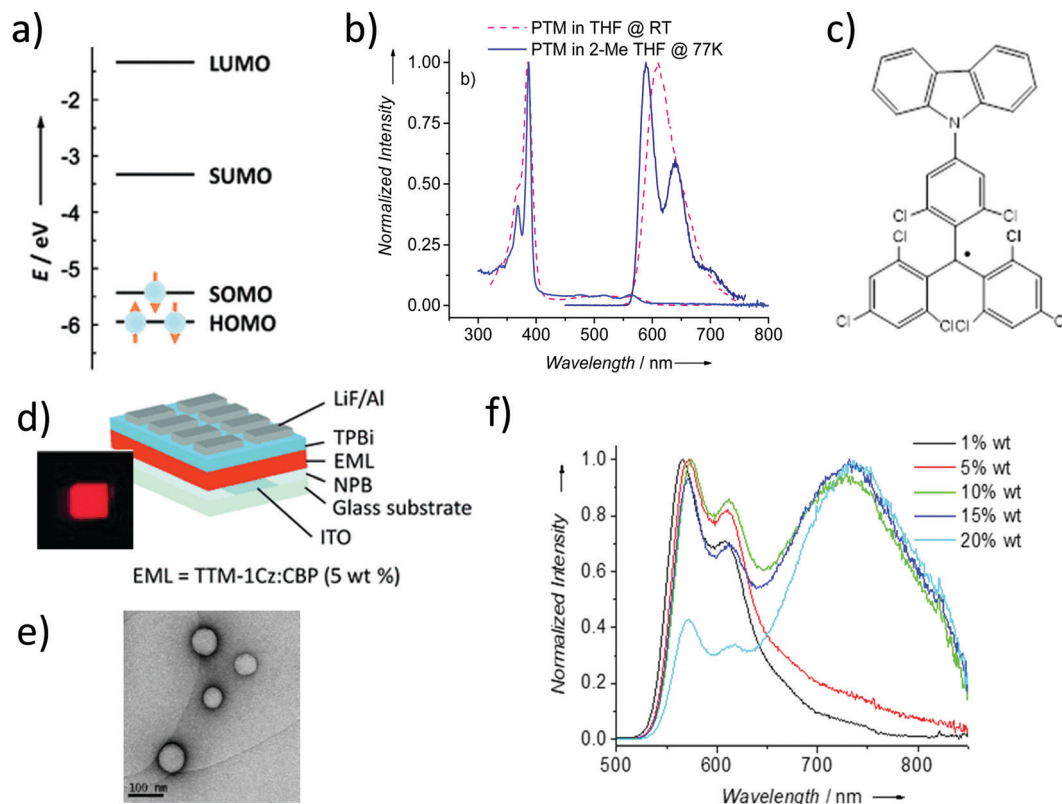 a)
LUMO
-2
-3
SUMO
-4
-5
SOMO
-6
HOMO
E / eV
b)
PTM in THF @ RT
PTM in 2-Me THF @ 77K
b)
1.00
0.75
0.50
0.25
0.00
Normalized Intensity
300 400 500 600 700 800
Wavelength / nm
c)
N
Cl Cl
Cl Cl
Cl Cl Cl Cl
d)
LiF/Al
TPBi
EML
NPB
Glass substrate
ITO
EML = TTM-1Cz:CBP (5 wt %)
e)
100 nm
f)
1% wt
5% wt
10% wt
15% wt
20% wt
1.0
0.8
0.6
0.4
0.2
0.0
Normalized Intensity
500 600 700 800
Wavelength / nm